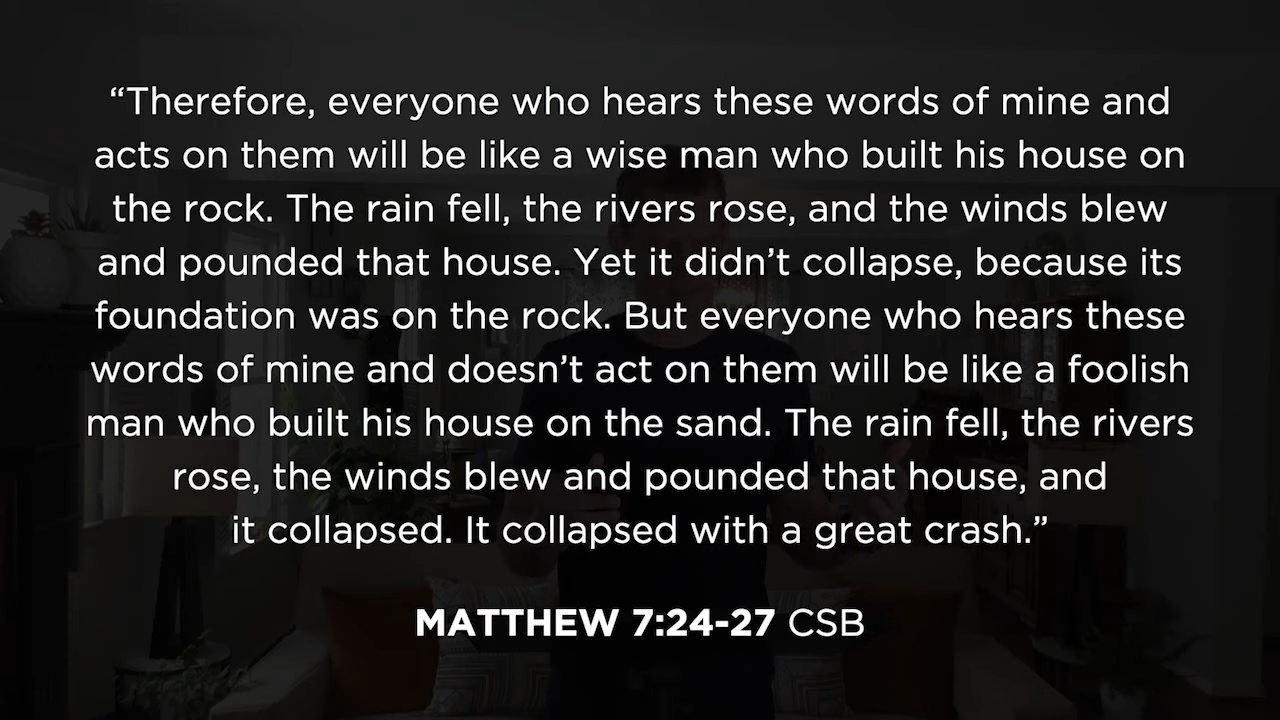 “Therefore, everyone who hears these words of mine and
acts on them will be like a wise man who built his house on
the rock. The rain fell, the rivers rose, and the winds blew
and pounded that house. Yet it didn’t collapse, because its
foundation was on the rock. But everyone who hears these
words of mine and doesn’t act on them will be like a foolish
man who built his house on the sand. The rain fell, the rivers
rose, the winds blew and pounded that house, and
it collapsed. It collapsed with a great crash.”
MATTHEW 7:24-27 CSB